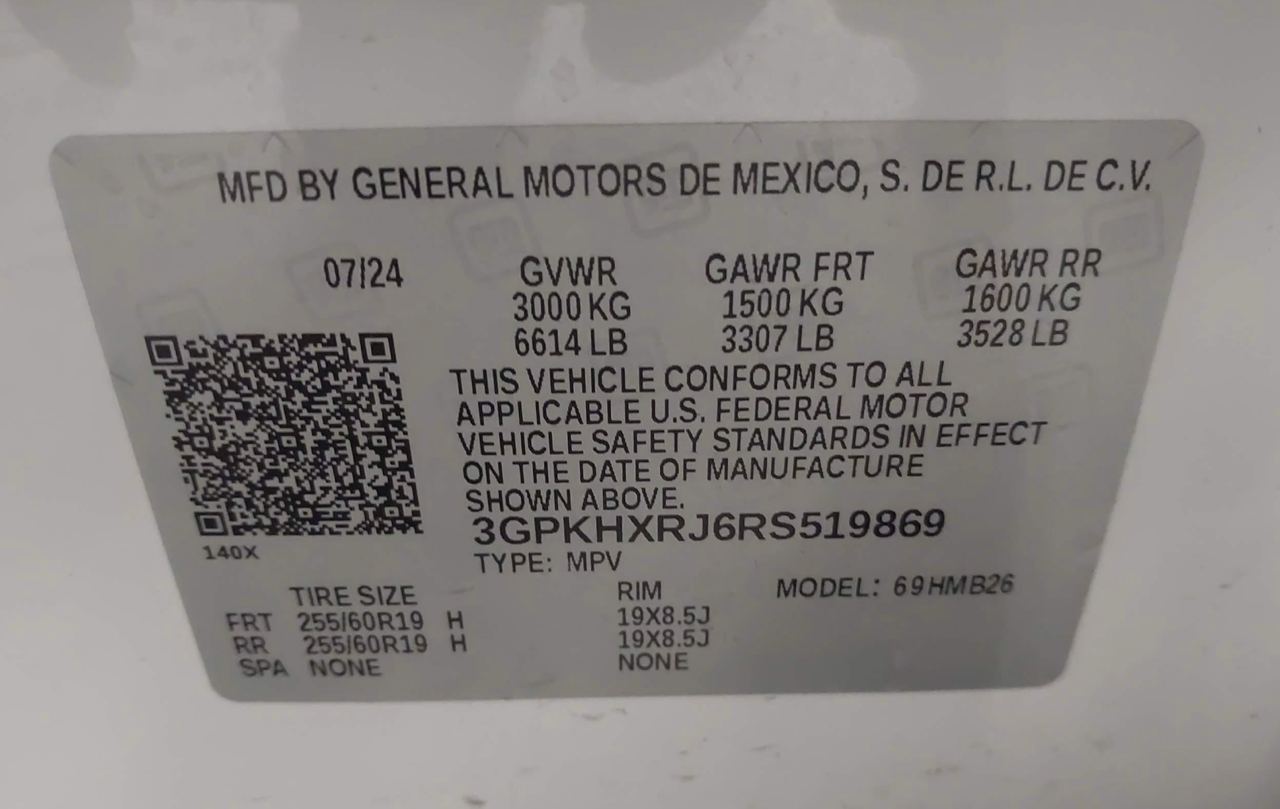 MFD BY GENERAL MOTORS DE MEXICO, S. DE R.L. DE C.V.
07/24 GVWR GAWR FRT GAWR RR
3000 KG 1500 KG 1600 KG
6614 LB 3307 LB 3528 LB
THIS VEHICLE CONFORMS TO ALL
APPLICABLE U.S. FEDERAL MOTOR
VEHICLE SAFETY STANDARDS IN EFFECT
ON THE DATE OF MANUFACTURE
SHOWN ABOVE.
3GPKHXRJ6RS519869
140X
TYPE: MPV
TIRE SIZE RIM MODEL: 69HMB26
FRT 255/60R19 H 19X8.5J
RR 255/60R19 H 19X8.5J
SPA NONE NONE